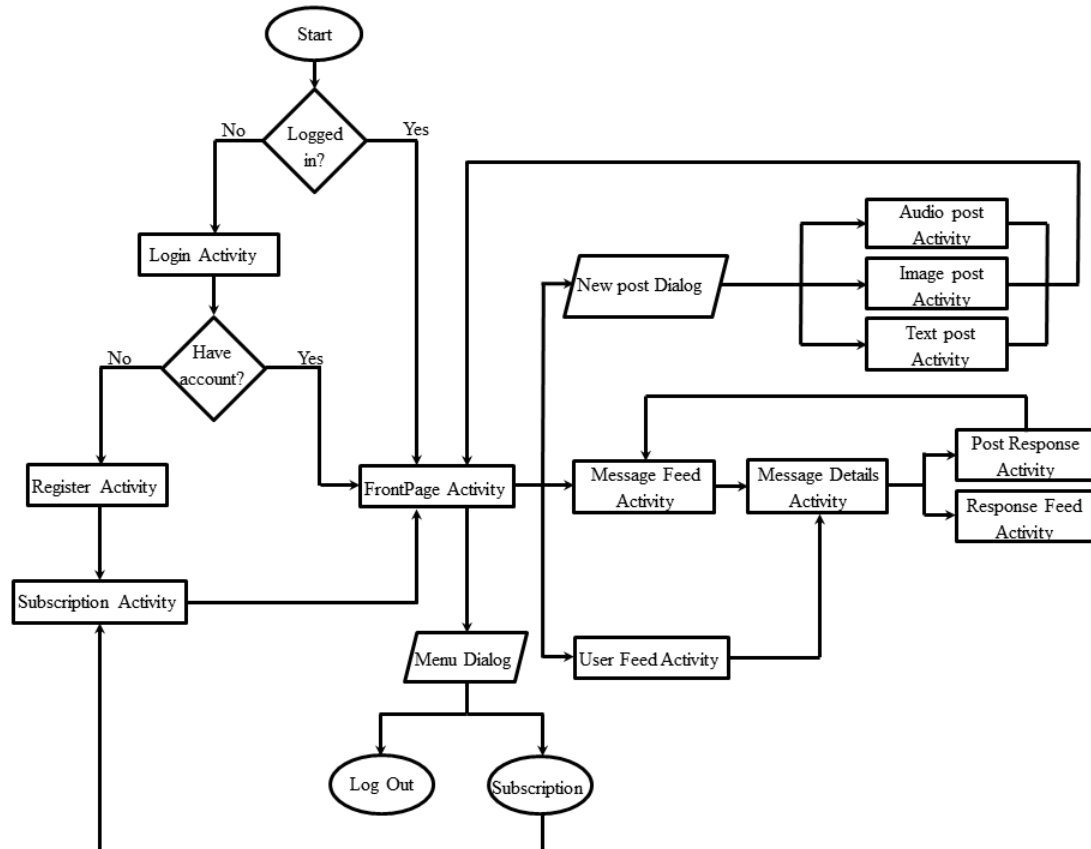 Start
No
Yes
Logged
in?
Login Activity
No
Have
account?
Yes
Register Activity
Subscription Activity
FrontPage Activity
New post Dialog
Audio post
Activity
Image post
Activity
Text post
Activity
Message Feed
Activity
Message Details
Activity
Post Response
Activity
Response Feed
Activity
User Feed Activity
Menu Dialog
Log Out
Subscription